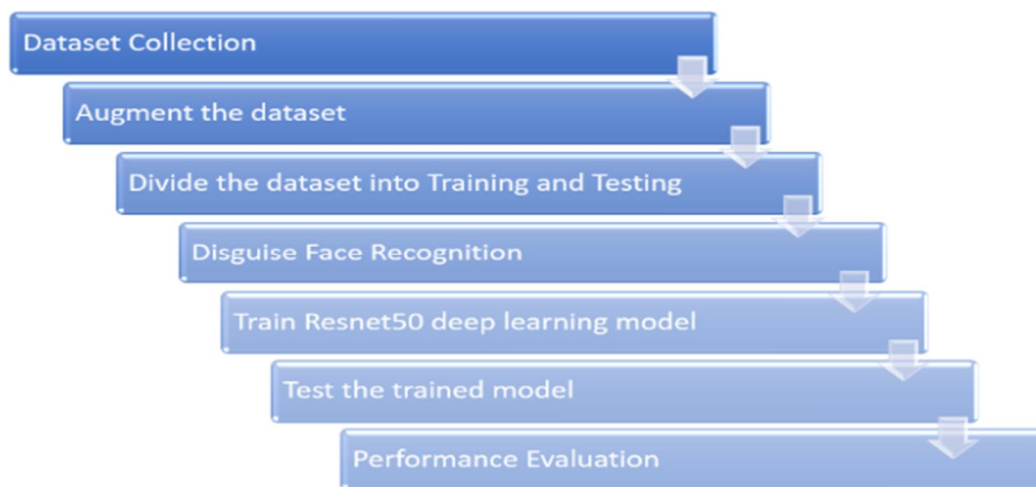 Dataset Collection
Augment the dataset
Divide the dataset into Training and Testing
Disguise Face Recognition
Train Resnet50 deep learning model
Test the trained model
Performance Evaluation